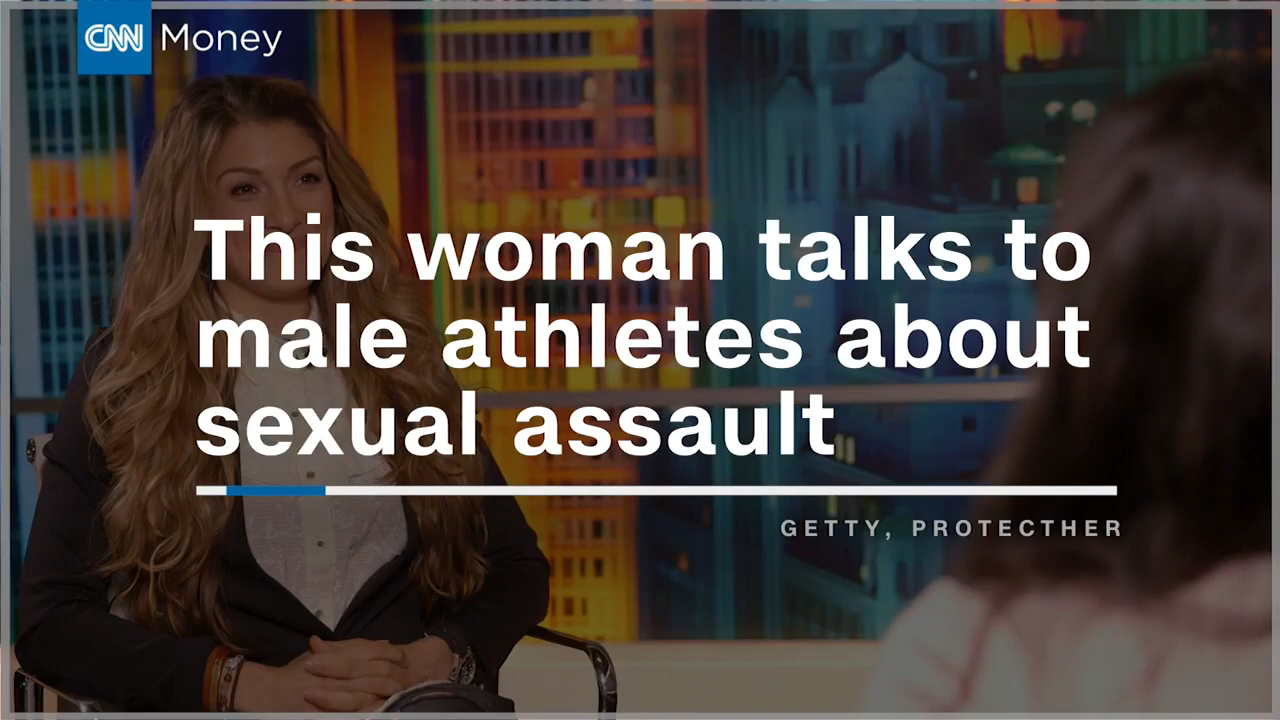 CNN Money
This woman talks to
male athletes about
sexual assault
GETTY, PROTECTHER